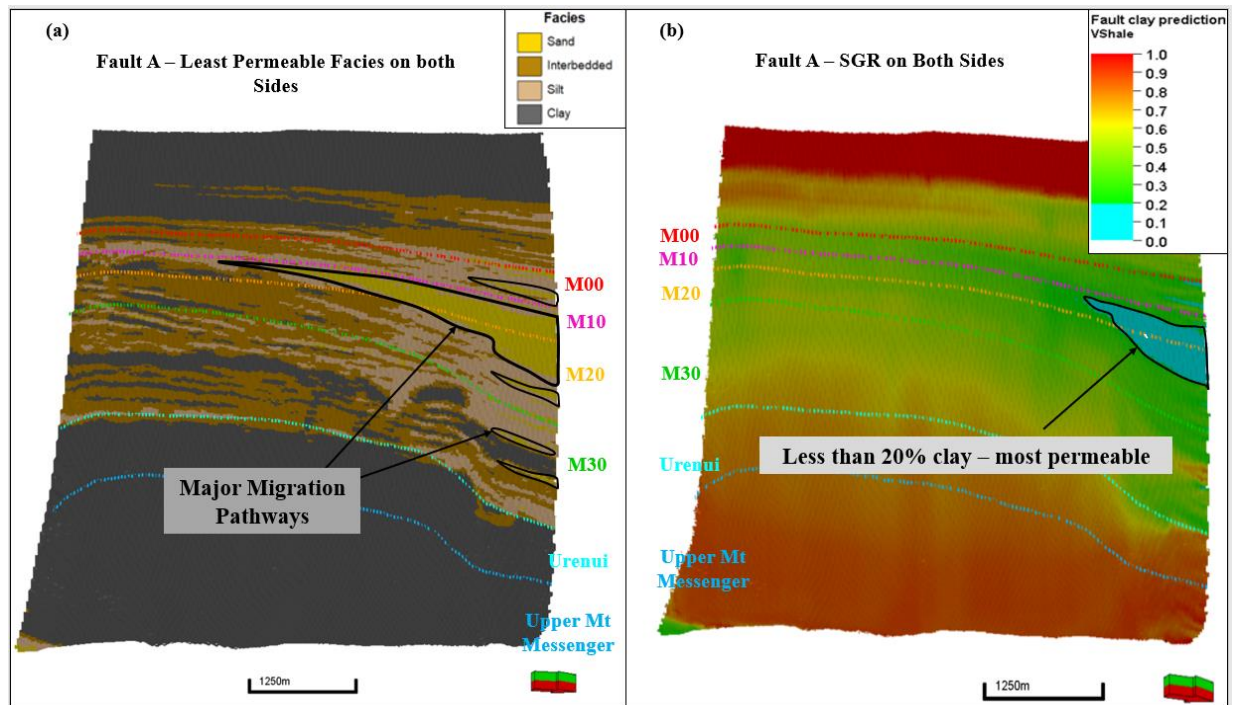 (a)
Fault A – Least Permeable Facies on both
Sides
Facies
Sand
Interbedded
Silt
Clay
M00
M10
M20
M30
Urenui
Upper Mt
Messenger
Major Migration
Pathways
1250m
(b)
Fault A – SGR on Both Sides
Fault clay prediction
VShale
1.0
0.9
0.8
0.7
0.6
0.5
0.4
0.3
0.2
0.1
0.0
M00
M10
M20
M30
Urenui
Upper Mt
Messenger
Less than 20% clay – most permeable
1250m